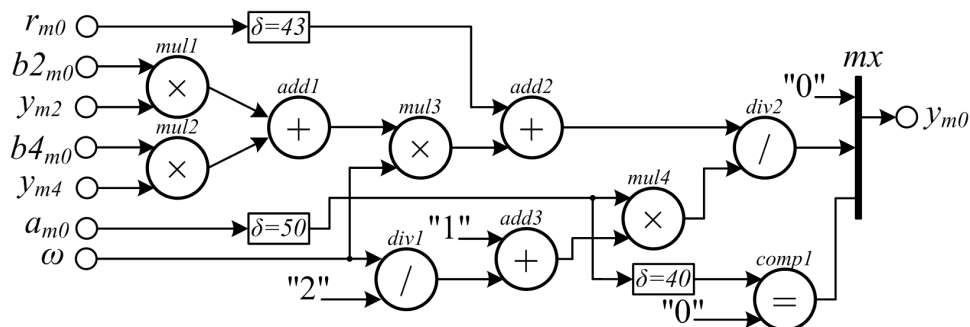 r_m0
δ=43
mx
mul1
b2_m0
×
add1
"0"
add2
div2
y_m2
mul3
+
y_m0
mul2
+
b4_m0
×
/
×
y_m4
mul4
a_m0
δ=50
"1"
add3
×
ω
div1
+
comp1
"2"
/
δ=40
=
"0"